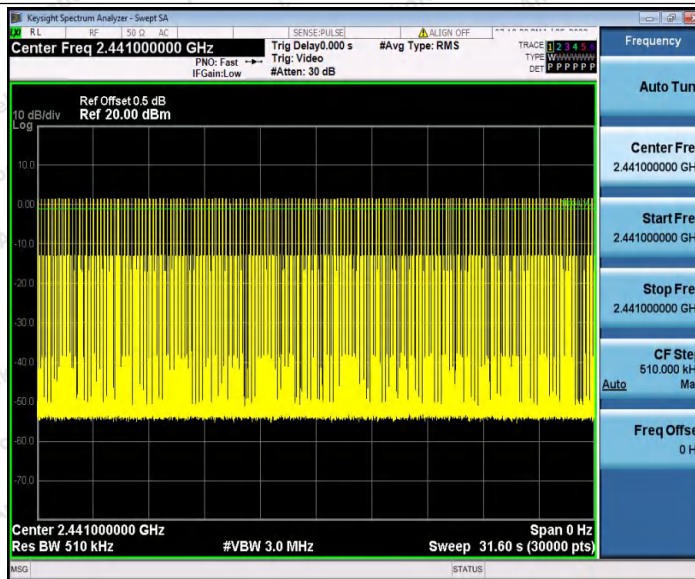 Keysight Spectrum Analyzer - Swept SA
RL RF 50 Ω AC SENSE:PULSE ALIGN OFF
Center Freq 2.441000000 GHz
PNO: Fast
IFGain:Low
Trig Delay0.000 s
Trig: Video
#Atten: 30 dB
#Avg Type: RMS
TRACE 1 2 3 4 5 6
TYPE WWWWWW
DET P P P P P P
Ref Offset 0.5 dB
10 dB/div Ref 20.00 dBm
Log
10.0
0.00
-10.0
-20.0
-30.0
-40.0
-50.0
-60.0
-70.0
Center 2.441000000 GHz Span 0 Hz
Res BW 510 kHz #VBW 3.0 MHz Sweep 31.60 s (30000 pts)
MSG STATUS
Frequency
Auto Tun
Center Fre
2.441000000 GH
Start Fre
2.441000000 GH
Stop Fre
2.441000000 GH
CF Ste
510.000 kH
Auto Ma
Freq Offse
0 H